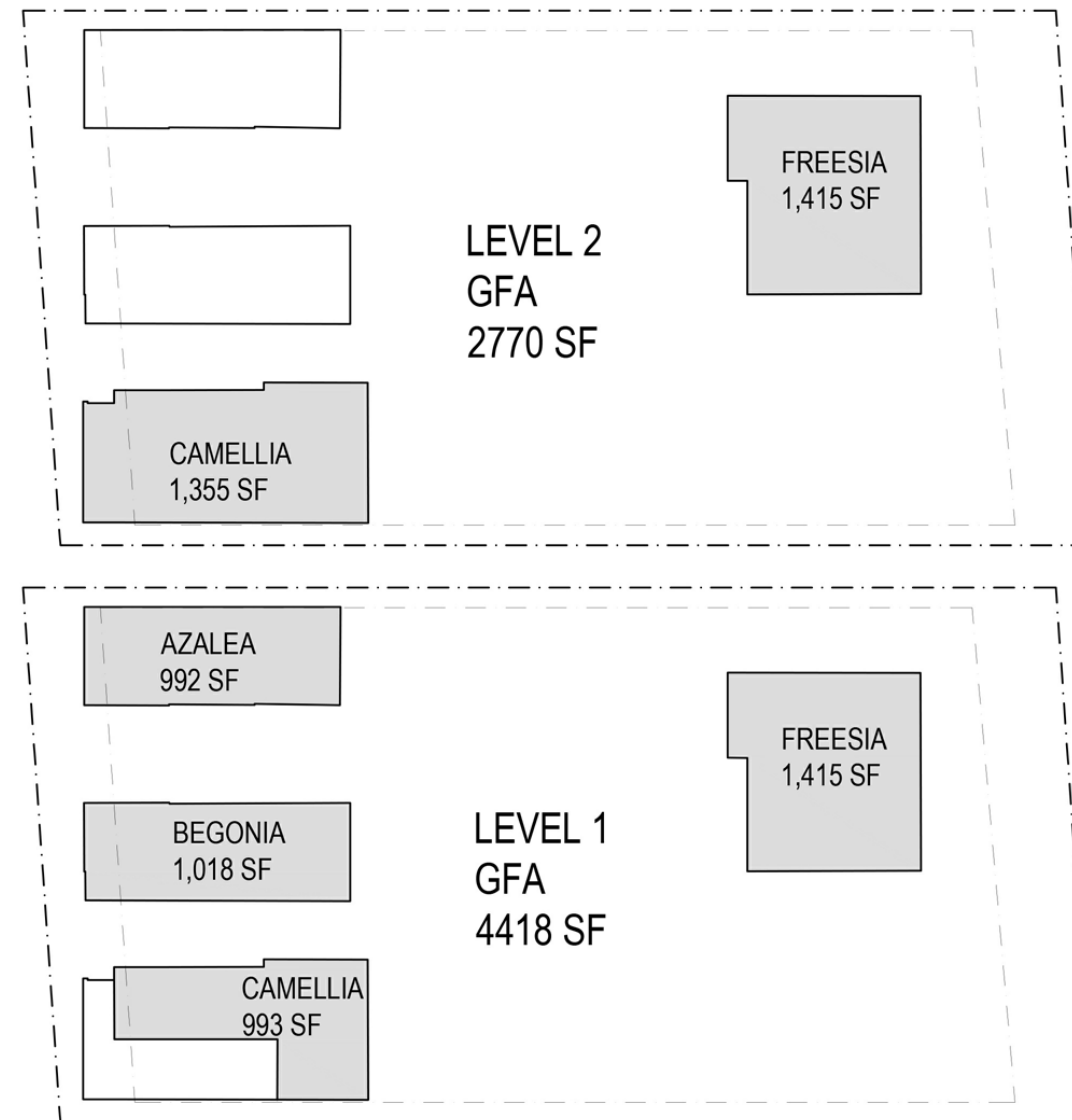 FREESIA
1,415 SF
LEVEL 2
GFA
2770 SF
CAMELLIA
1,355 SF
AZALEA
992 SF
FREESIA
1,415 SF
BEGONIA
1,018 SF
LEVEL 1
GFA
4418 SF
CAMELLIA
993 SF